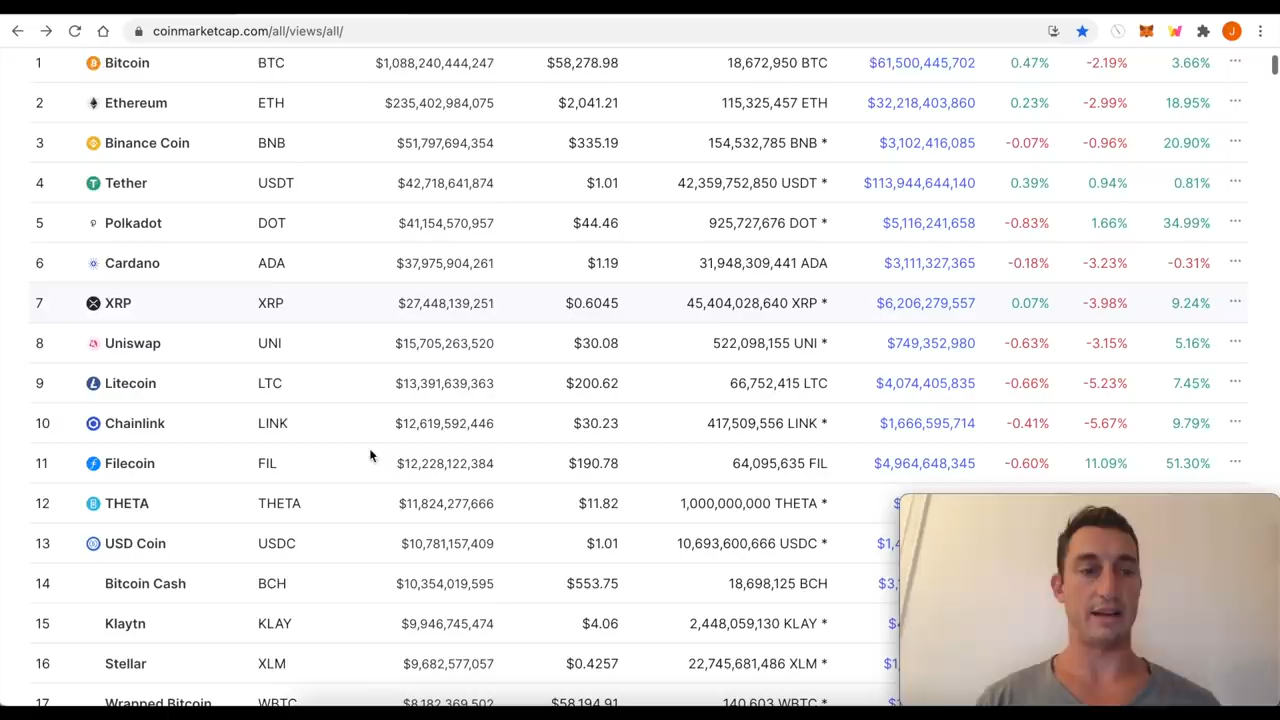 coinmarketcap.com/all/views/all/
J
1 Bitcoin BTC $1,088,240,444,247 $58,278.98 18,672,950 BTC $61,500,445,702 0.47% -2.19% 3.66%
2 Ethereum ETH $235,402,984,075 $2,041.21 115,325,457 ETH $32,218,403,860 0.23% -2.99% 18.95%
3 Binance Coin BNB $51,797,694,354 $335.19 154,532,785 BNB * $3,102,416,085 -0.07% -0.96% 20.90%
4 Tether USDT $42,718,641,874 $1.01 42,359,752,850 USDT * $113,944,644,140 0.39% 0.94% 0.81%
5 Polkadot DOT $41,154,570,957 $44.46 925,727,676 DOT * $5,116,241,658 -0.83% 1.66% 34.99%
6 Cardano ADA $37,975,904,261 $1.19 31,948,309,441 ADA $3,111,327,365 -0.18% -3.23% -0.31%
7 XRP XRP $27,448,139,251 $0.6045 45,404,028,640 XRP * $6,206,279,557 0.07% -3.98% 9.24%
8 Uniswap UNI $15,705,263,520 $30.08 522,098,155 UNI * $749,352,980 -0.63% -3.15% 5.16%
9 Litecoin LTC $13,391,639,363 $200.62 66,752,415 LTC $4,074,405,835 -0.66% -5.23% 7.45%
10 Chainlink LINK $12,619,592,446 $30.23 417,509,556 LINK * $1,666,595,714 -0.41% -5.67% 9.79%
11 Filecoin FIL $12,228,122,384 $190.78 64,095,635 FIL $4,964,648,345 -0.60% 11.09% 51.30%
12 THETA THETA $11,824,277,666 $11.82 1,000,000,000 THETA *
13 USD Coin USDC $10,781,157,409 $1.01 10,693,600,666 USDC *
14 Bitcoin Cash BCH $10,354,019,595 $553.75 18,698,125 BCH
15 Klaytn KLAY $9,946,745,474 $4.06 2,448,059,130 KLAY *
16 Stellar XLM $9,682,577,057 $0.4257 22,745,681,486 XLM *
17 Wrapped Bitcoin WBTC $8,182,369,502 $58,194.91 140,603 WBTC *